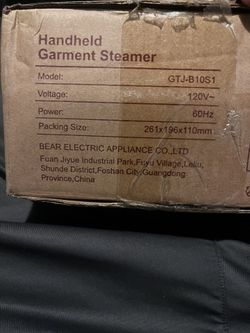 Handheld
Garment Steamer
Model: GTJ-B10S1
Voltage: 120V~
Power: 60Hz
Packing Size: 261x196x110mm
BEAR ELECTRIC APPLIANCE CO.,LTD
Fuan Jiyue Industrial Park,Fuyu Village,Leliu,
Shunde District,Foshan City,Guangdong
Province,China